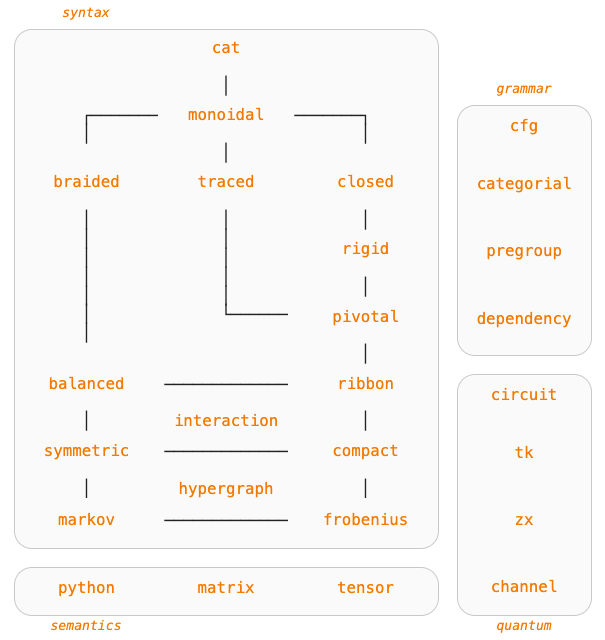 syntax
cat
monoidal
braided traced closed
rigid
pivotal
balanced ribbon
interaction
symmetric compact
hypergraph
markov frobenius
grammar
cfg
categorial
pregroup
dependency
circuit
tk
zx
channel
quantum
python matrix tensor
semantics